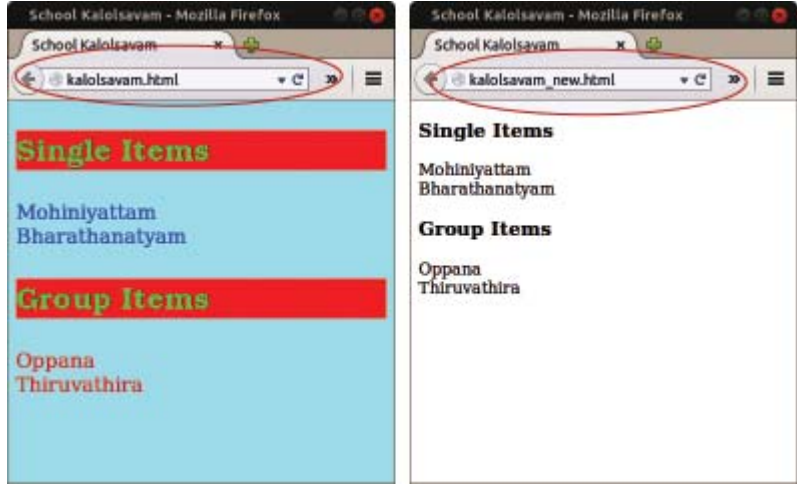 School Kalolsavam - Mozilla Firefox
School Kalolsavam
kalolsavam.html
Single Items
Mohiniyattam
Bharathanatyam
Group Items
Oppana
Thiruvathira
School Kalolsavam - Mozilla Firefox
School Kalolsavam
kalolsavam_new.html
Single Items
Mohiniyattam
Bharathanatyam
Group Items
Oppana
Thiruvathira